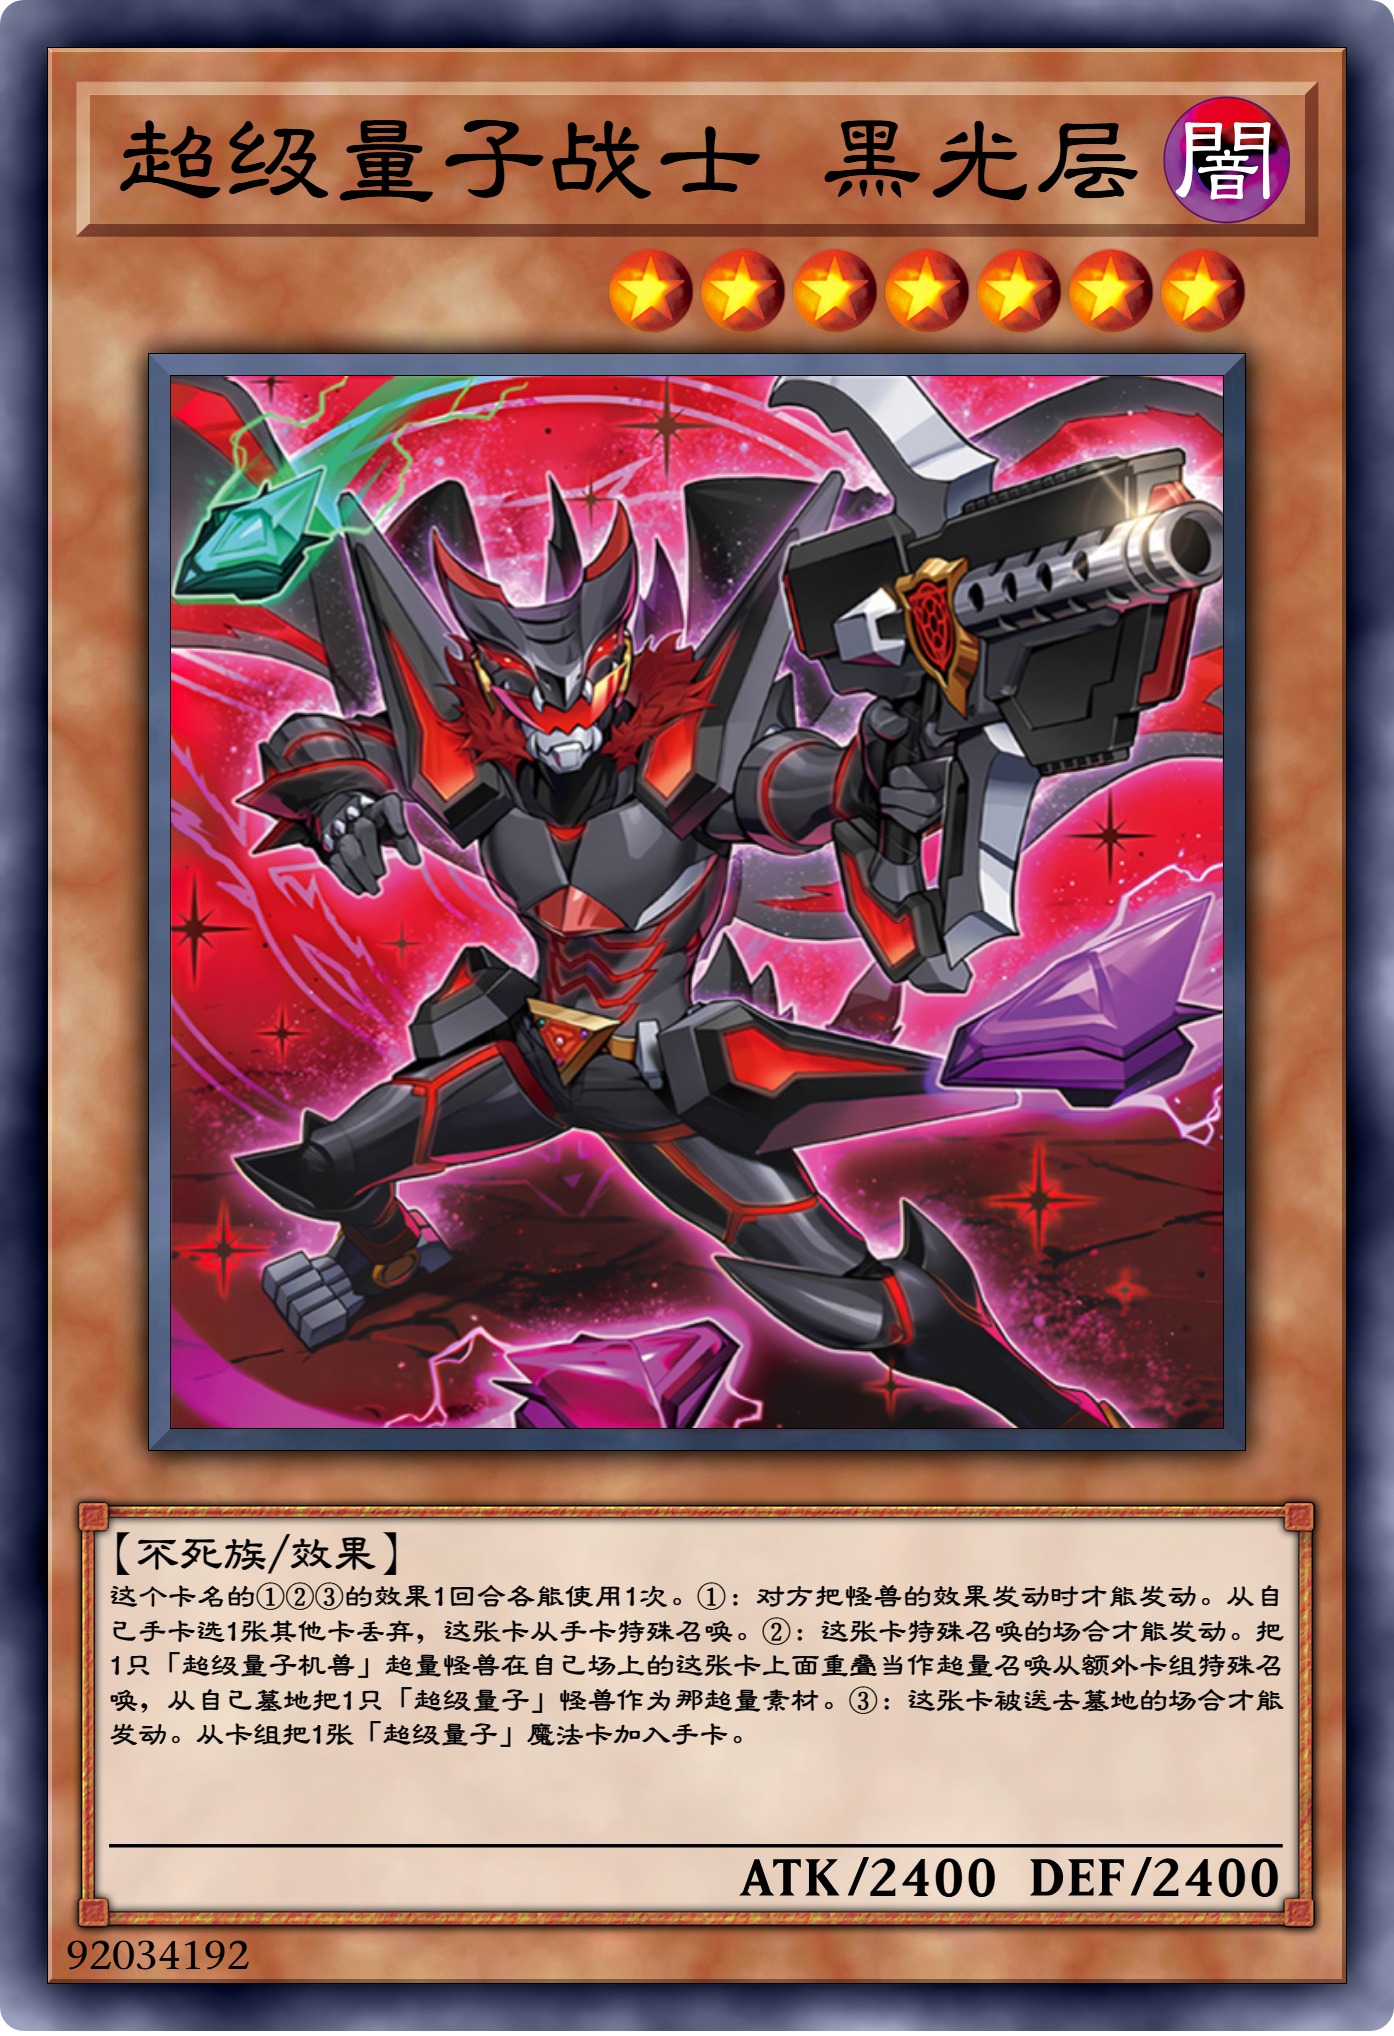 超级量子战士 黑光层 闇
【不死族/效果】
这个卡名的①②③的效果1回合各能使用1次。①：对方把怪兽的效果发动时才能发动。从自
己手卡选1张其他卡丢弃，这张卡从手卡特殊召唤。②：这张卡特殊召唤的场合才能发动。把
1只「超级量子机兽」超量怪兽在自己场上的这张卡上面重叠当作超量召唤从额外卡组特殊召
唤，从自己墓地把1只「超级量子」怪兽作为那超量素材。③：这张卡被送去墓地的场合才能
发动。从卡组把1张「超级量子」魔法卡加入手卡。
ATK/2400 DEF/2400
92034192